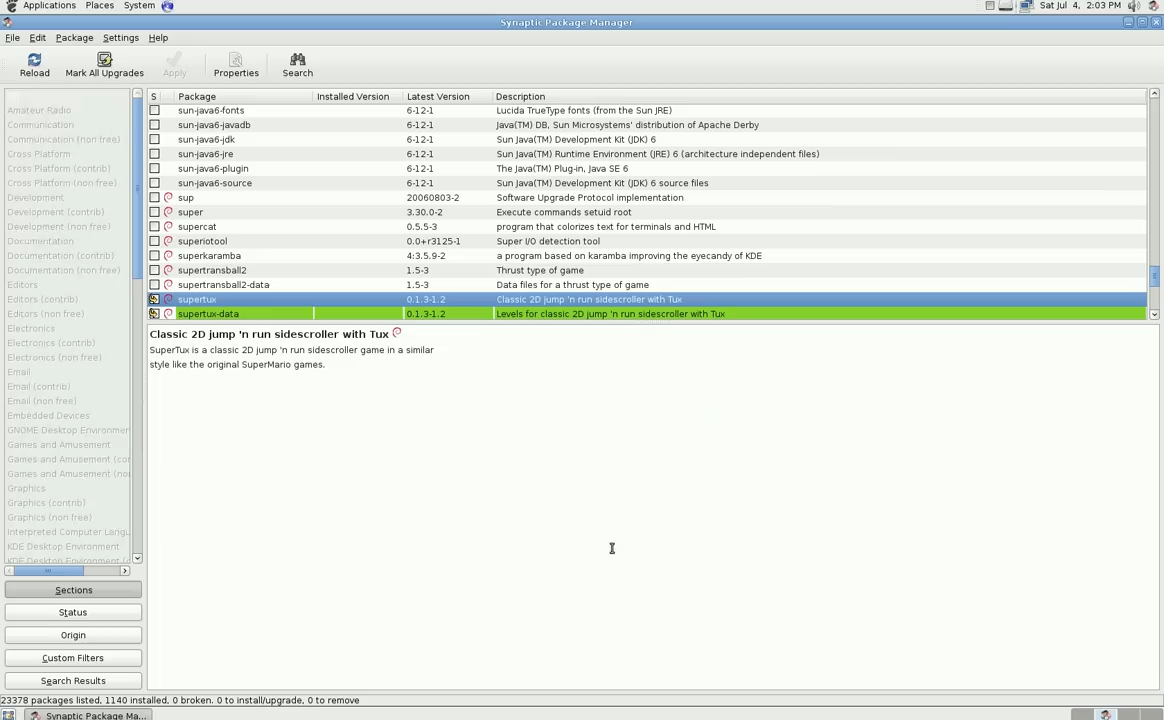 Applications Places System
Sat Jul 4, 2:03 PM
Synaptic Package Manager
File Edit Package Settings Help
Reload Mark All Upgrades Apply Properties Search
S Package Installed Version Latest Version Description
sun-java6-fonts 6-12-1 Lucida TrueType fonts (from the Sun JRE)
sun-java6-javadb 6-12-1 Java(TM) DB, Sun Microsystems' distribution of Apache Derby
sun-java6-jdk 6-12-1 Sun Java(TM) Development Kit (JDK) 6
sun-java6-jre 6-12-1 Sun Java(TM) Runtime Environment (JRE) 6 (architecture independent files)
sun-java6-plugin 6-12-1 The Java(TM) Plug-in, Java SE 6
sun-java6-source 6-12-1 Sun Java(TM) Development Kit (JDK) 6 source files
sup 20060803-2 Software Upgrade Protocol implementation
super 3.30.0-2 Execute commands setuid root
supercat 0.5.5-3 program that colorizes text for terminals and HTML
superiotool 0.0+r3125-1 Super I/O detection tool
superkaramba 4:3.5.9-2 a program based on karamba improving the eyecandy of KDE
supertransball2 1.5-3 Thrust type of game
supertransball2-data 1.5-3 Data files for a thrust type of game
supertux 0.1.3-1.2 Classic 2D jump 'n run sidescroller with Tux
supertux-data 0.1.3-1.2 Levels for classic 2D jump 'n run sidescroller with Tux
Classic 2D jump 'n run sidescroller with Tux
SuperTux is a classic 2D jump 'n run sidescroller game in a similar
style like the original SuperMario games.
Amateur Radio
Communication
Communication (non free)
Cross Platform
Cross Platform (contrib)
Cross Platform (non free)
Development
Development (contrib)
Development (non free)
Documentation
Documentation (contrib)
Documentation (non free)
Editors
Editors (contrib)
Editors (non free)
Electronics
Electronics (contrib)
Electronics (non free)
Email
Email (contrib)
Email (non free)
Embedded Devices
GNOME Desktop Environmen
Games and Amusement
Games and Amusement (co
Games and Amusement (no
Graphics
Graphics (contrib)
Graphics (non free)
Interpreted Computer Langu
KDE Desktop Environment
KDE Desktop Environment (
Sections
Status
Origin
Custom Filters
Search Results
23378 packages listed, 1140 installed, 0 broken. 0 to install/upgrade, 0 to remove
Synaptic Package Ma...